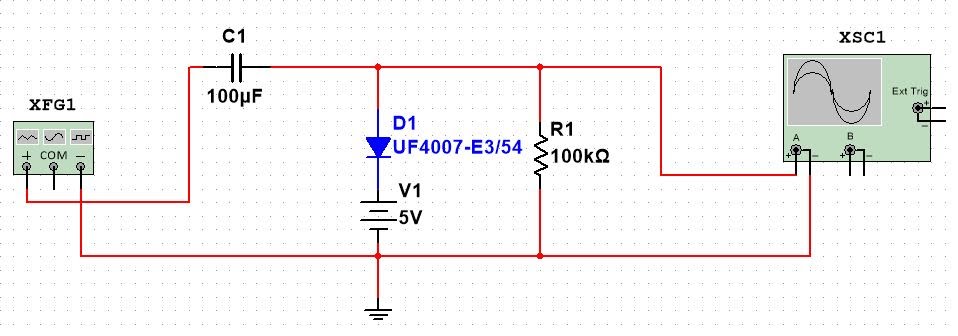 C1
100µF
XFG1
+ COM −
D1
UF4007-E3/54
V1
5V
R1
100kΩ
XSC1
Ext Trig
+
−
A
B
+ − + −